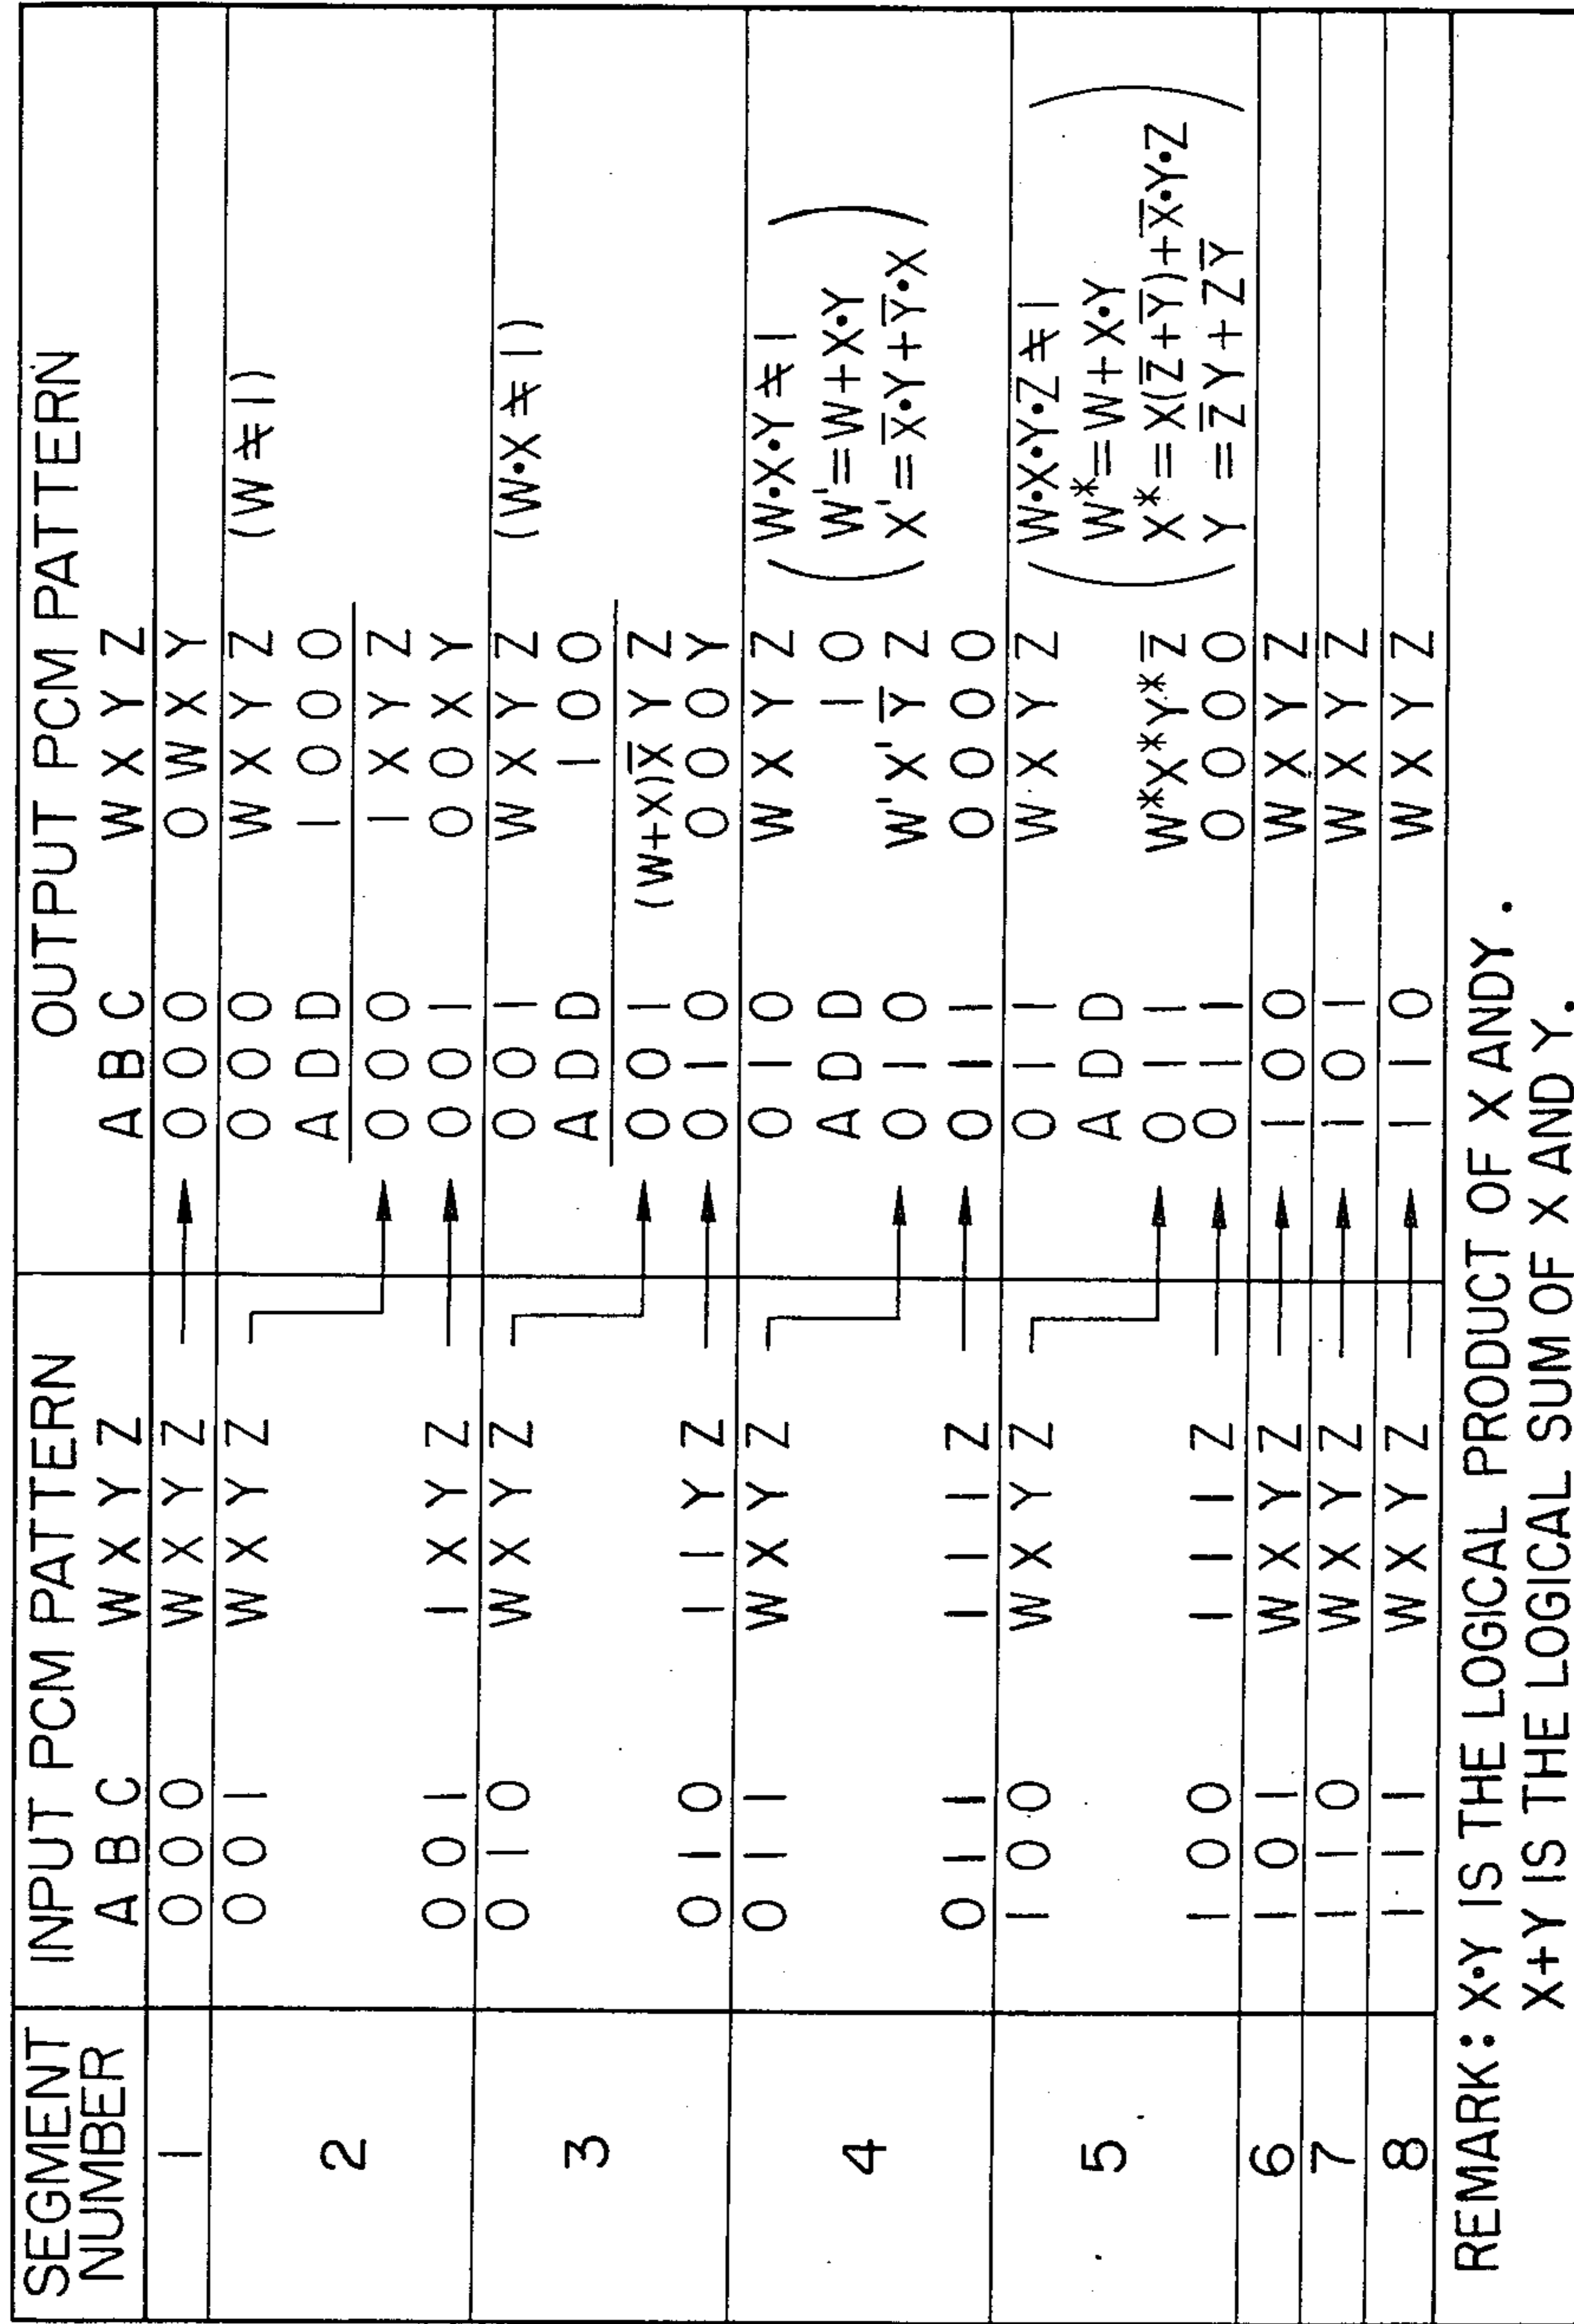 SEGMENT NUMBER INPUT PCM PATTERN OUTPUT PCM PATTERN
A B C W X Y Z A B C W X Y Z
1 0 0 0 W X Y Z 0 0 0 0 W X Y
2 0 0 1 W X Y Z 0 0 0 W X Y Z (W ≠ 1)
A D D 1 0 0 0
0 0 0 1 X Y Z
0 0 1 1 X Y Z 0 0 1 0 0 X Y
3 0 1 0 W X Y Z 0 0 1 W X Y Z (W·X ≠ 1)
A D D 1 0 0
0 0 1 (W+X)X̅ Y Z
0 1 0 1 1 Y Z 0 1 0 0 0 0 Y
4 0 1 1 W X Y Z 0 1 0 W X Y Z W·X·Y ≠ 1
A D D 1 0 W'=W+X·Y
0 1 0 W' X' Y̅ Z X'=X̅·Y+Y̅·X
0 1 1 1 1 1 Z 0 1 1 0 0 0 0
5 1 0 0 W X Y Z 0 1 1 W X Y Z W·X·Y·Z ≠ 1
A D D W*=W+X·Y
0 1 1 W* X* Y* Z̅ X*=X(Z̅+Y̅)+X̅·Y·Z
1 0 0 1 1 1 Z 0 1 1 0 0 0 0 Y =Z̅Y+ZY̅
6 1 0 1 W X Y Z 1 0 0 W X Y Z
7 1 1 0 W X Y Z 1 0 1 W X Y Z
8 1 1 1 W X Y Z 1 1 0 W X Y Z
REMARK: X·Y IS THE LOGICAL PRODUCT OF X ANDY.
X+Y IS THE LOGICAL SUM OF X AND Y.